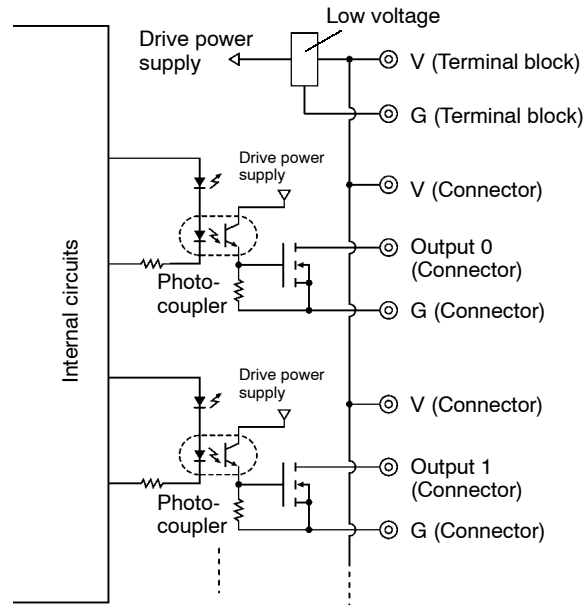 Low voltage
Drive power
supply
V (Terminal block)
G (Terminal block)
Drive power
supply
V (Connector)
Output 0
(Connector)
Photo-
coupler
G (Connector)
Internal circuits
Drive power
supply
V (Connector)
Output 1
(Connector)
Photo-
coupler
G (Connector)